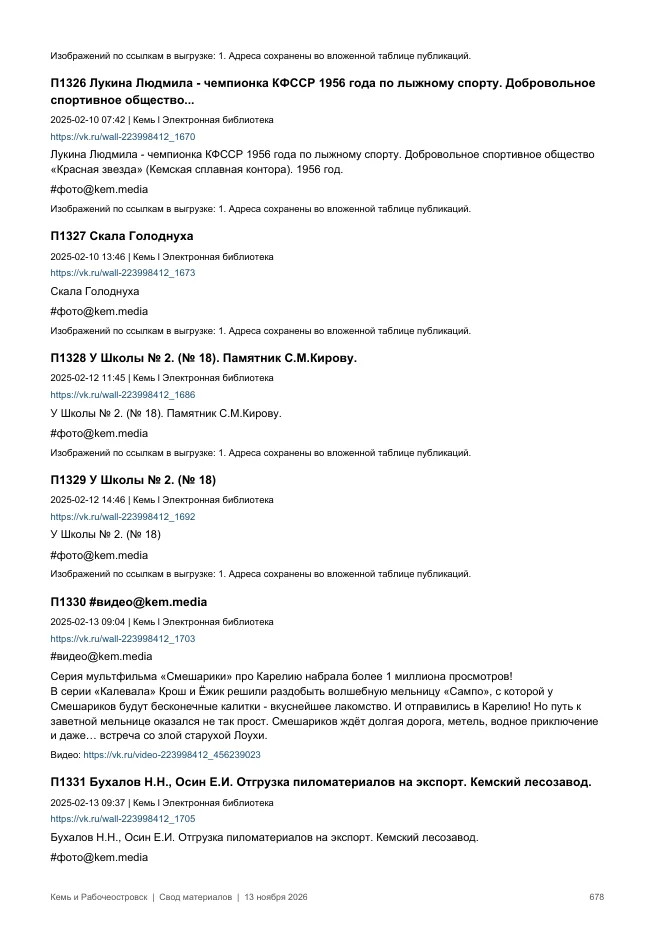 Изображений по ссылкам в выгрузке: 1. Адреса сохранены во вложенной таблице публикаций.
П1326 Лукина Людмила - чемпионка КФССР 1956 года по лыжному спорту. Добровольное
спортивное общество...
2025-02-10 07:42 | Кемь I Электронная библиотека
https://vk.ru/wall-223998412_1670
Лукина Людмила - чемпионка КФССР 1956 года по лыжному спорту. Добровольное спортивное общество
«Красная звезда» (Кемская сплавная контора). 1956 год.
#фото@kem.media
Изображений по ссылкам в выгрузке: 1. Адреса сохранены во вложенной таблице публикаций.
П1327 Скала Голоднуха
2025-02-10 13:46 | Кемь I Электронная библиотека
https://vk.ru/wall-223998412_1673
Скала Голоднуха
#фото@kem.media
Изображений по ссылкам в выгрузке: 1. Адреса сохранены во вложенной таблице публикаций.
П1328 У Школы № 2. (№ 18). Памятник С.М.Кирову.
2025-02-12 11:45 | Кемь I Электронная библиотека
https://vk.ru/wall-223998412_1686
У Школы № 2. (№ 18). Памятник С.М.Кирову.
#фото@kem.media
Изображений по ссылкам в выгрузке: 1. Адреса сохранены во вложенной таблице публикаций.
П1329 У Школы № 2. (№ 18)
2025-02-12 14:46 | Кемь I Электронная библиотека
https://vk.ru/wall-223998412_1692
У Школы № 2. (№ 18)
#фото@kem.media
Изображений по ссылкам в выгрузке: 1. Адреса сохранены во вложенной таблице публикаций.
П1330 #видео@kem.media
2025-02-13 09:04 | Кемь I Электронная библиотека
https://vk.ru/wall-223998412_1703
#видео@kem.media
Серия мультфильма «Смешарики» про Карелию набрала более 1 миллиона просмотров!
В серии «Калевала» Крош и Ёжик решили раздобыть волшебную мельницу «Сампо», с которой у
Смешариков будут бесконечные калитки - вкуснейшее лакомство. И отправились в Карелию! Но путь к
заветной мельнице оказался не так прост. Смешариков ждёт долгая дорога, метель, водное приключение
и даже… встреча со злой старухой Лоухи.
Видео: https://vk.ru/video-223998412_456239023
П1331 Бухалов Н.Н., Осин Е.И. Отгрузка пиломатериалов на экспорт. Кемский лесозавод.
2025-02-13 09:37 | Кемь I Электронная библиотека
https://vk.ru/wall-223998412_1705
Бухалов Н.Н., Осин Е.И. Отгрузка пиломатериалов на экспорт. Кемский лесозавод.
#фото@kem.media
Кемь и Рабочеостровск | Свод материалов | 13 ноября 2026 678